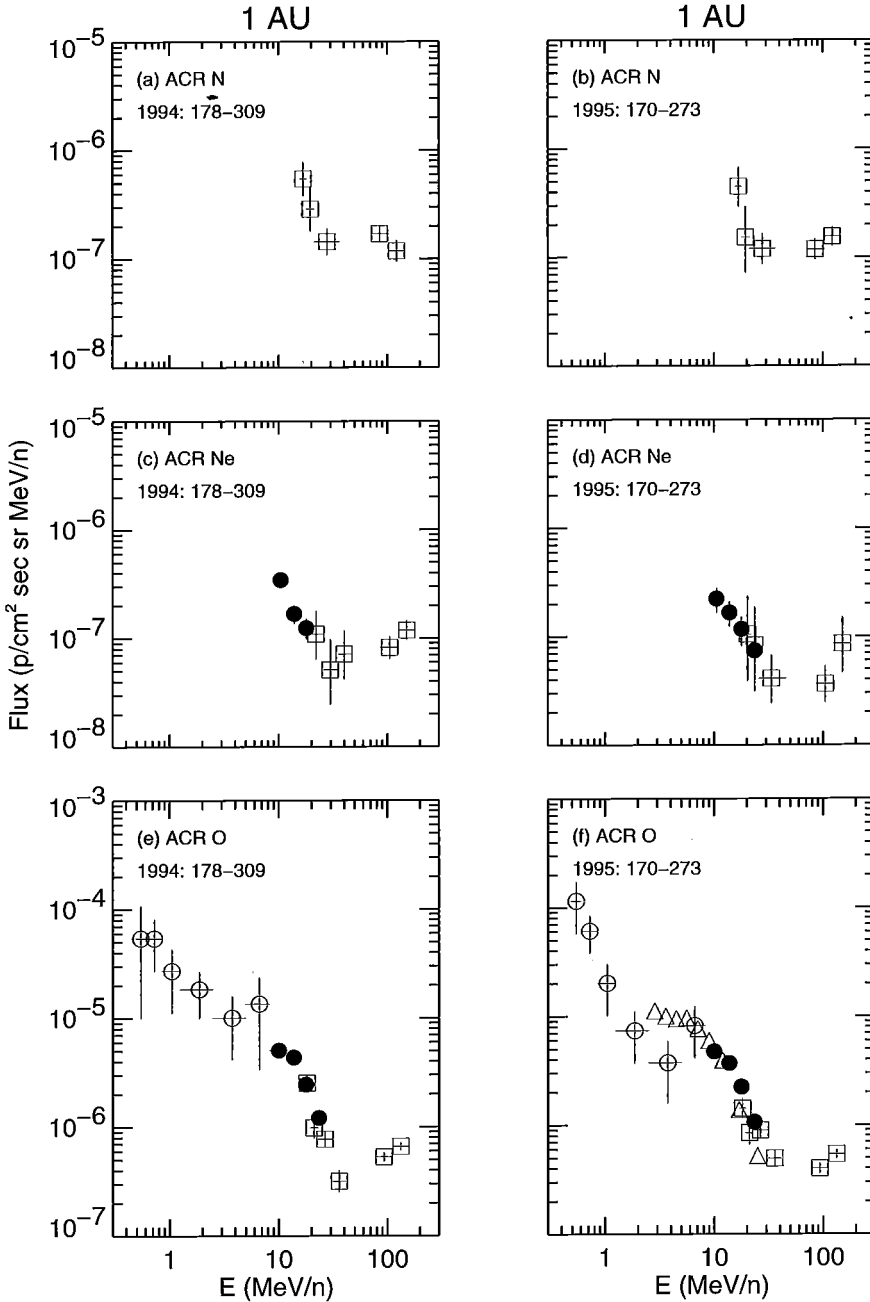 1 AU
1 AU
10⁻⁵
(a) ACR N
1994: 178–309
10⁻⁶
10⁻⁷
10⁻⁸
(b) ACR N
1995: 170–273
10⁻⁵
(c) ACR Ne
1994: 178–309
10⁻⁶
10⁻⁷
10⁻⁸
(d) ACR Ne
1995: 170–273
Flux (p/cm² sec sr MeV/n)
10⁻³
(e) ACR O
1994: 178–309
10⁻⁴
10⁻⁵
10⁻⁶
10⁻⁷
(f) ACR O
1995: 170–273
1 10 100
E (MeV/n)
1 10 100
E (MeV/n)